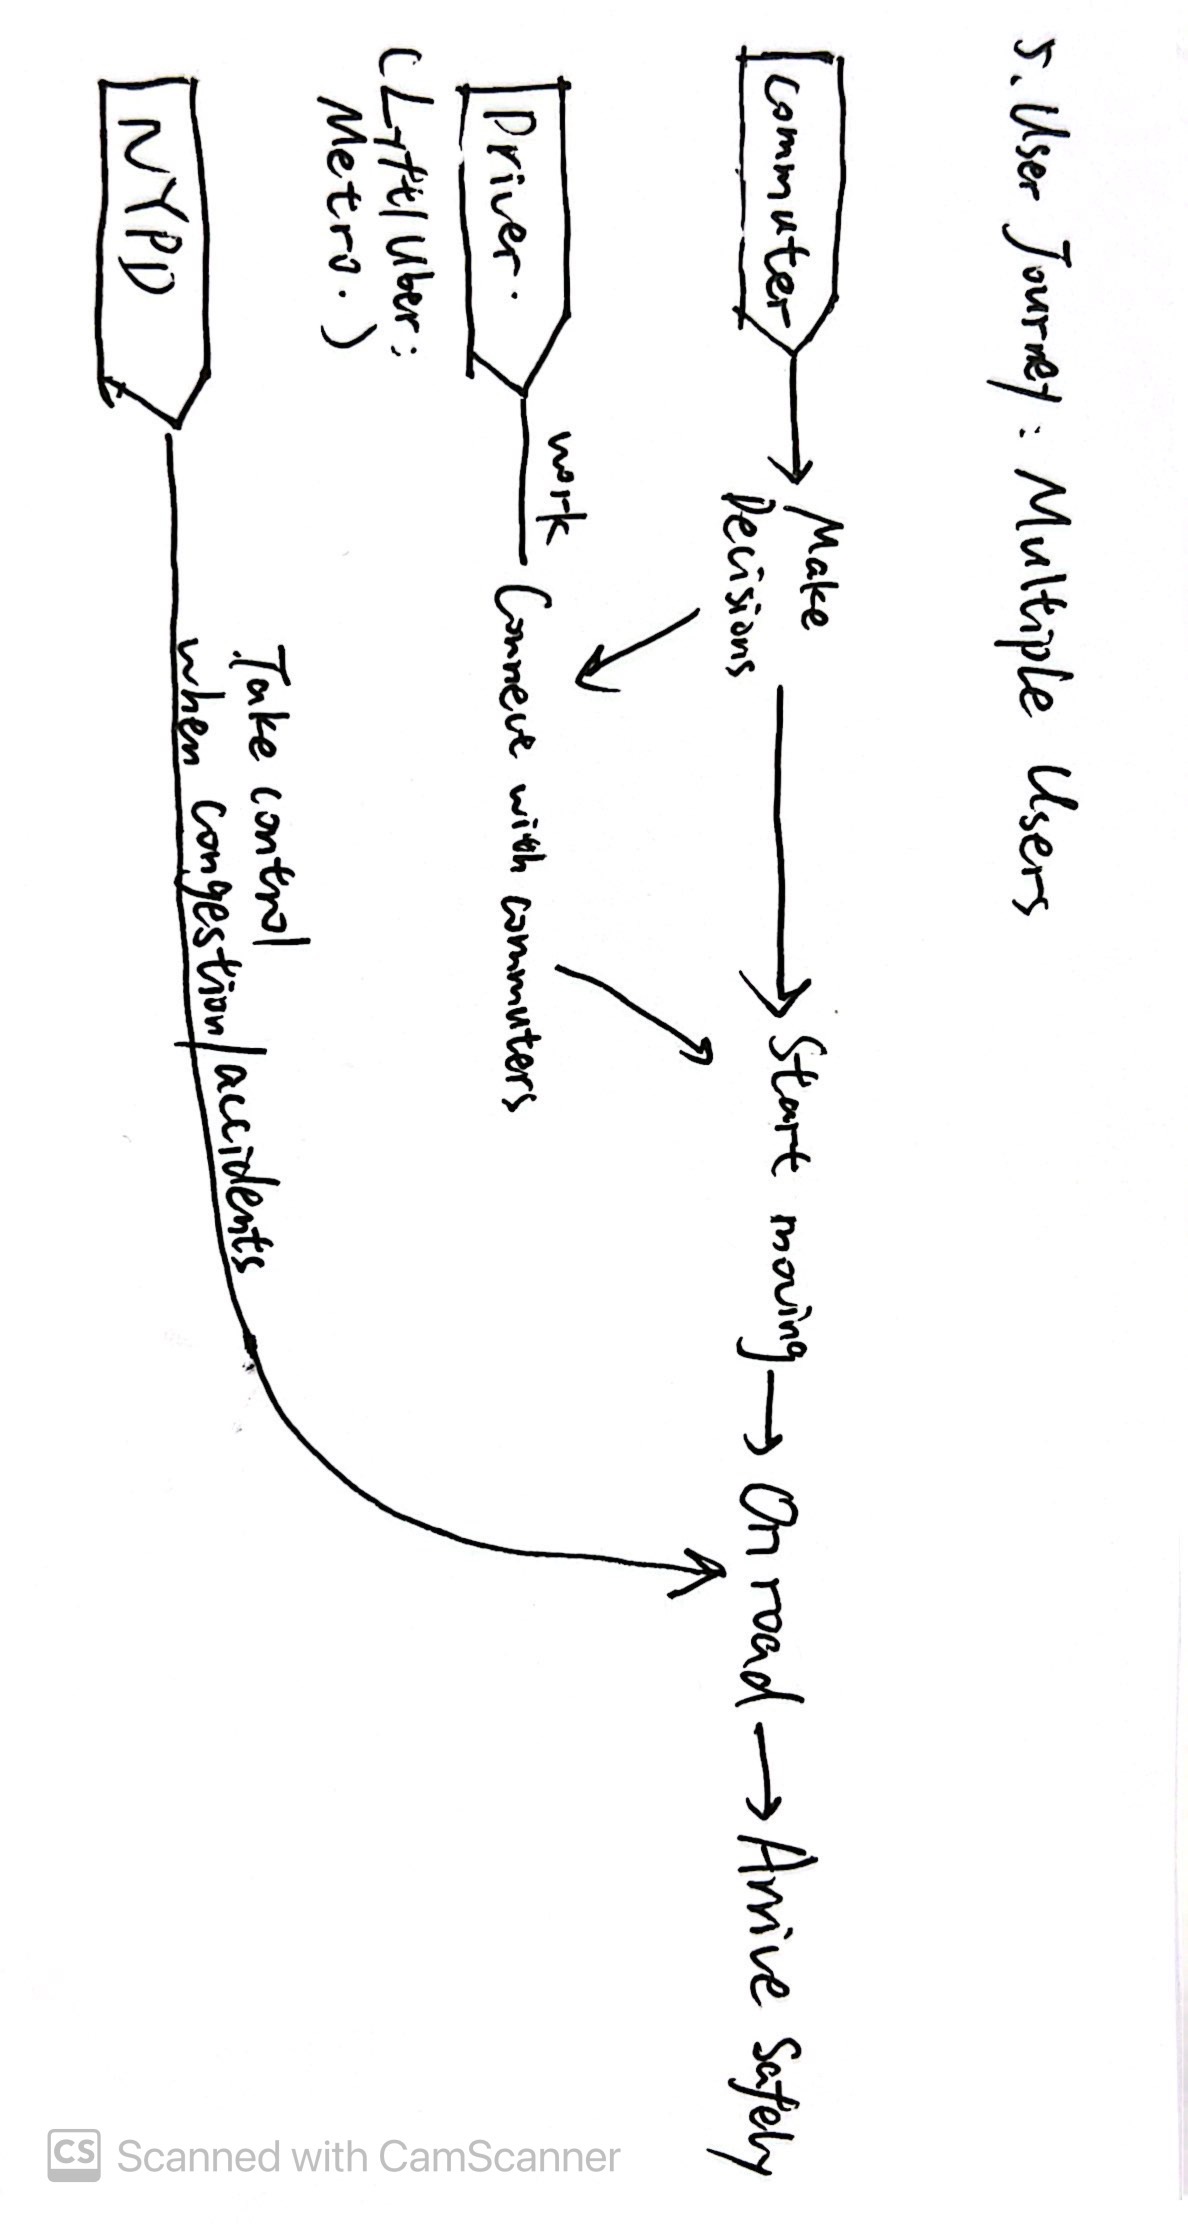 5. User Journey: Multiple Users
commuter
Make
Decisions
Start moving
On road
Arrive Safely
work
Driver.
Connect with commuters
(Lyft/Uber;
Metro.)
Take control
when congestion/accidents
NYPD
CS Scanned with CamScanner